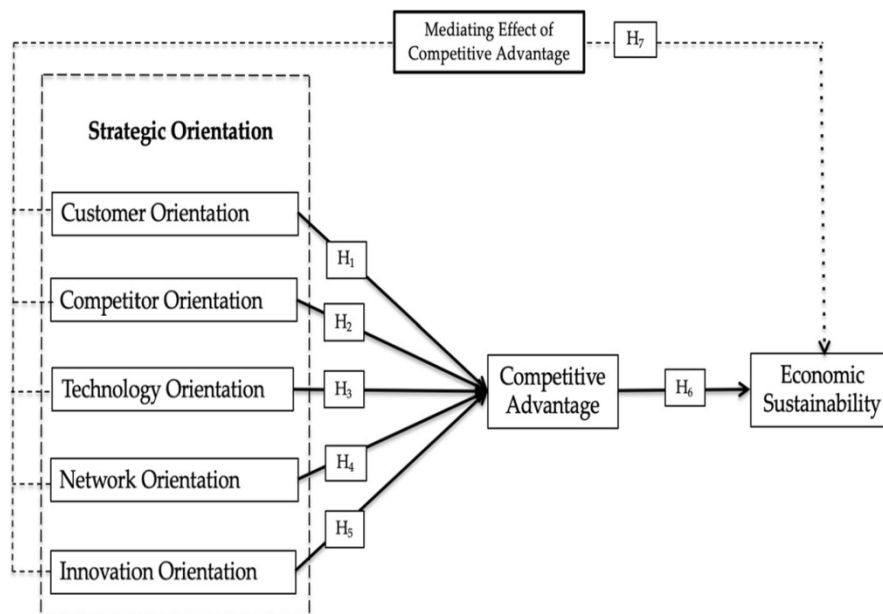 Mediating Effect of
Competitive Advantage
H₇
Strategic Orientation
Customer Orientation
H₁
Competitor Orientation
H₂
Technology Orientation
H₃
Competitive
Advantage
H₆
Economic
Sustainability
Network Orientation
H₄
H₅
Innovation Orientation